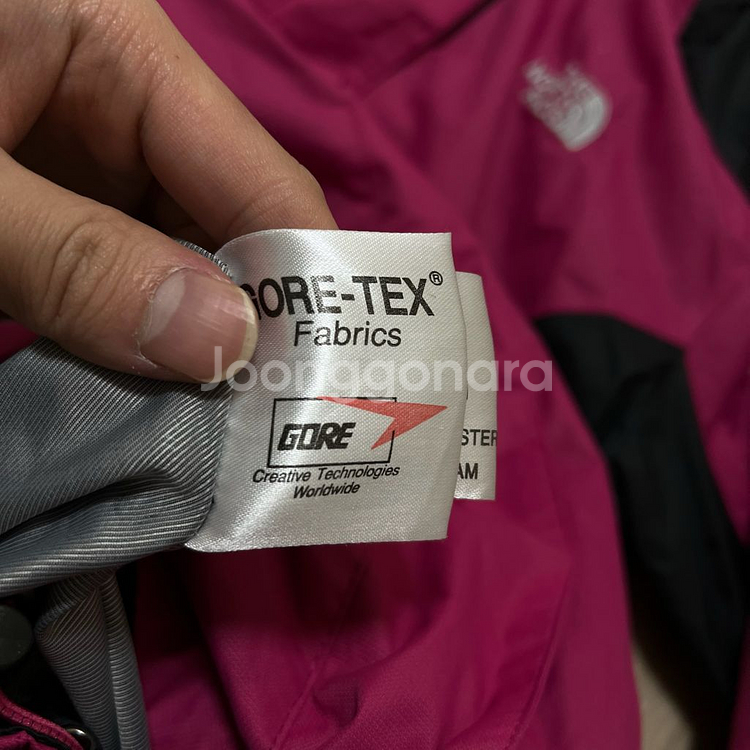 GORE-TEX®
Fabrics
Joonggonara
GORE
STER
Creative Technologies
AM
Worldwide